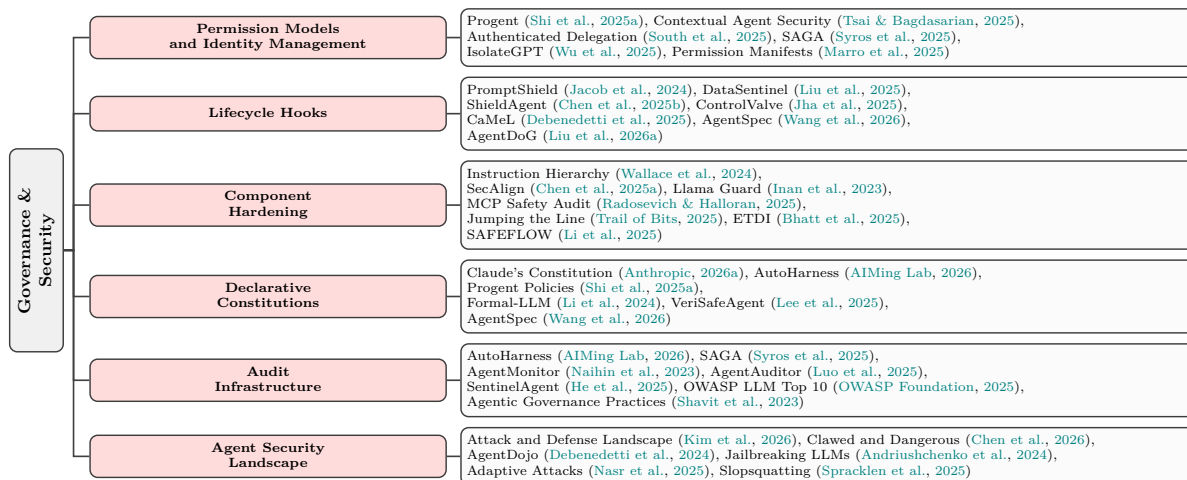 Governance &
Security
Permission Models
and Identity Management
Progent (Shi et al., 2025a), Contextual Agent Security (Tsai & Bagdasarian, 2025),
Authenticated Delegation (South et al., 2025), SAGA (Syros et al., 2025),
IsolateGPT (Wu et al., 2025), Permission Manifests (Marro et al., 2025)
Lifecycle Hooks
PromptShield (Jacob et al., 2024), DataSentinel (Liu et al., 2025),
ShieldAgent (Chen et al., 2025b), ControlValve (Jha et al., 2025),
CaMeL (Debenedetti et al., 2025), AgentSpec (Wang et al., 2026),
AgentDoG (Liu et al., 2026a)
Component
Hardening
Instruction Hierarchy (Wallace et al., 2024),
SecAlign (Chen et al., 2025a), Llama Guard (Inan et al., 2023),
MCP Safety Audit (Radosevich & Halloran, 2025),
Jumping the Line (Trail of Bits, 2025), ETDI (Bhatt et al., 2025),
SAFEFLOW (Li et al., 2025)
Declarative
Constitutions
Claude's Constitution (Anthropic, 2026a), AutoHarness (AIMing Lab, 2026),
Progent Policies (Shi et al., 2025a),
Formal-LLM (Li et al., 2024), VeriSafeAgent (Lee et al., 2025),
AgentSpec (Wang et al., 2026)
Audit
Infrastructure
AutoHarness (AIMing Lab, 2026), SAGA (Syros et al., 2025),
AgentMonitor (Naihin et al., 2023), AgentAuditor (Luo et al., 2025),
SentinelAgent (He et al., 2025), OWASP LLM Top 10 (OWASP Foundation, 2025),
Agentic Governance Practices (Shavit et al., 2023)
Agent Security
Landscape
Attack and Defense Landscape (Kim et al., 2026), Clawed and Dangerous (Chen et al., 2026),
AgentDojo (Debenedetti et al., 2024), Jailbreaking LLMs (Andriushchenko et al., 2024),
Adaptive Attacks (Nasr et al., 2025), Slopsquatting (Spracklen et al., 2025)